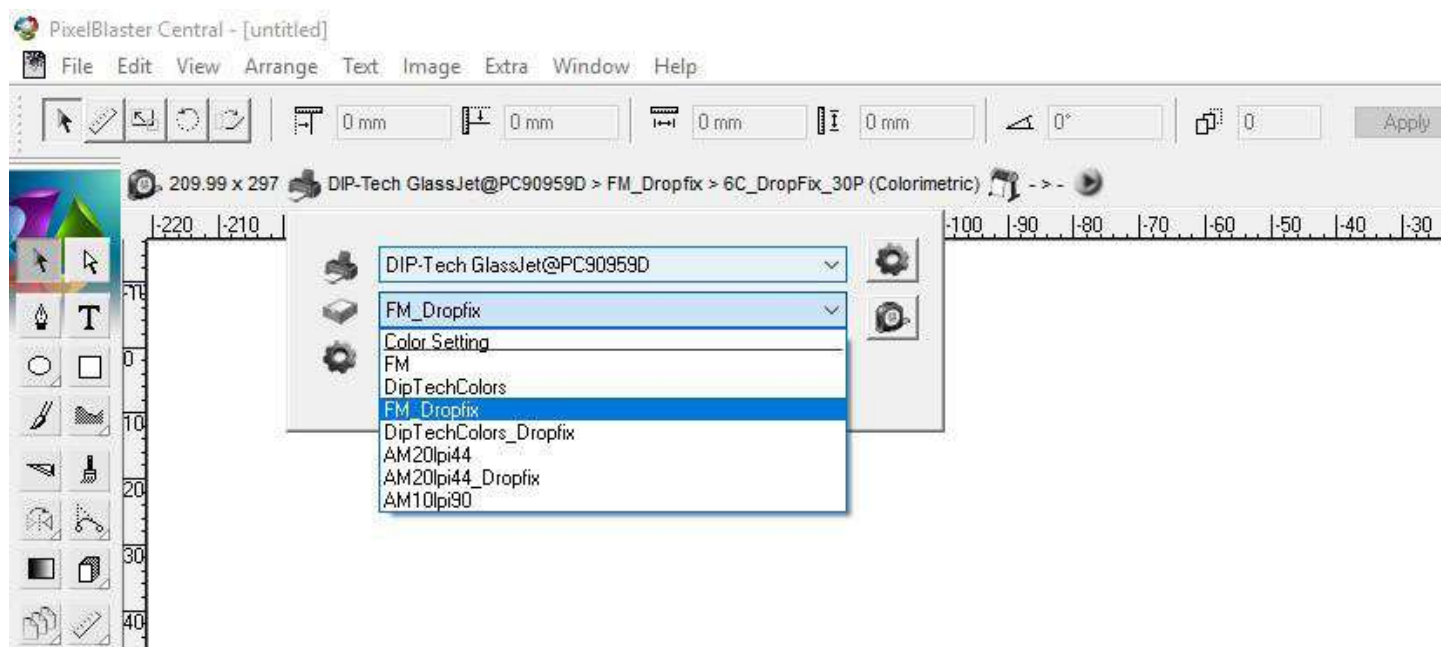 PixelBlaster Central - [untitled]
File Edit View Arrange Text Image Extra Window Help
0 mm 0 mm 0 mm 0 mm 0° 0 Apply
209.99 x 297 DIP-Tech GlassJet@PC90959D > FM_Dropfix > 6C_DropFix_30P (Colorimetric) - > -
-220 -210 -100 -90 -80 -70 -60 -50 -40 -30
DIP-Tech GlassJet@PC90959D
FM_Dropfix
Color Setting
FM
DipTechColors
FM_Dropfix
DipTechColors_Dropfix
AM20lpi44
AM20lpi44_Dropfix
AM10lpi90
T
0
10
20
30
40